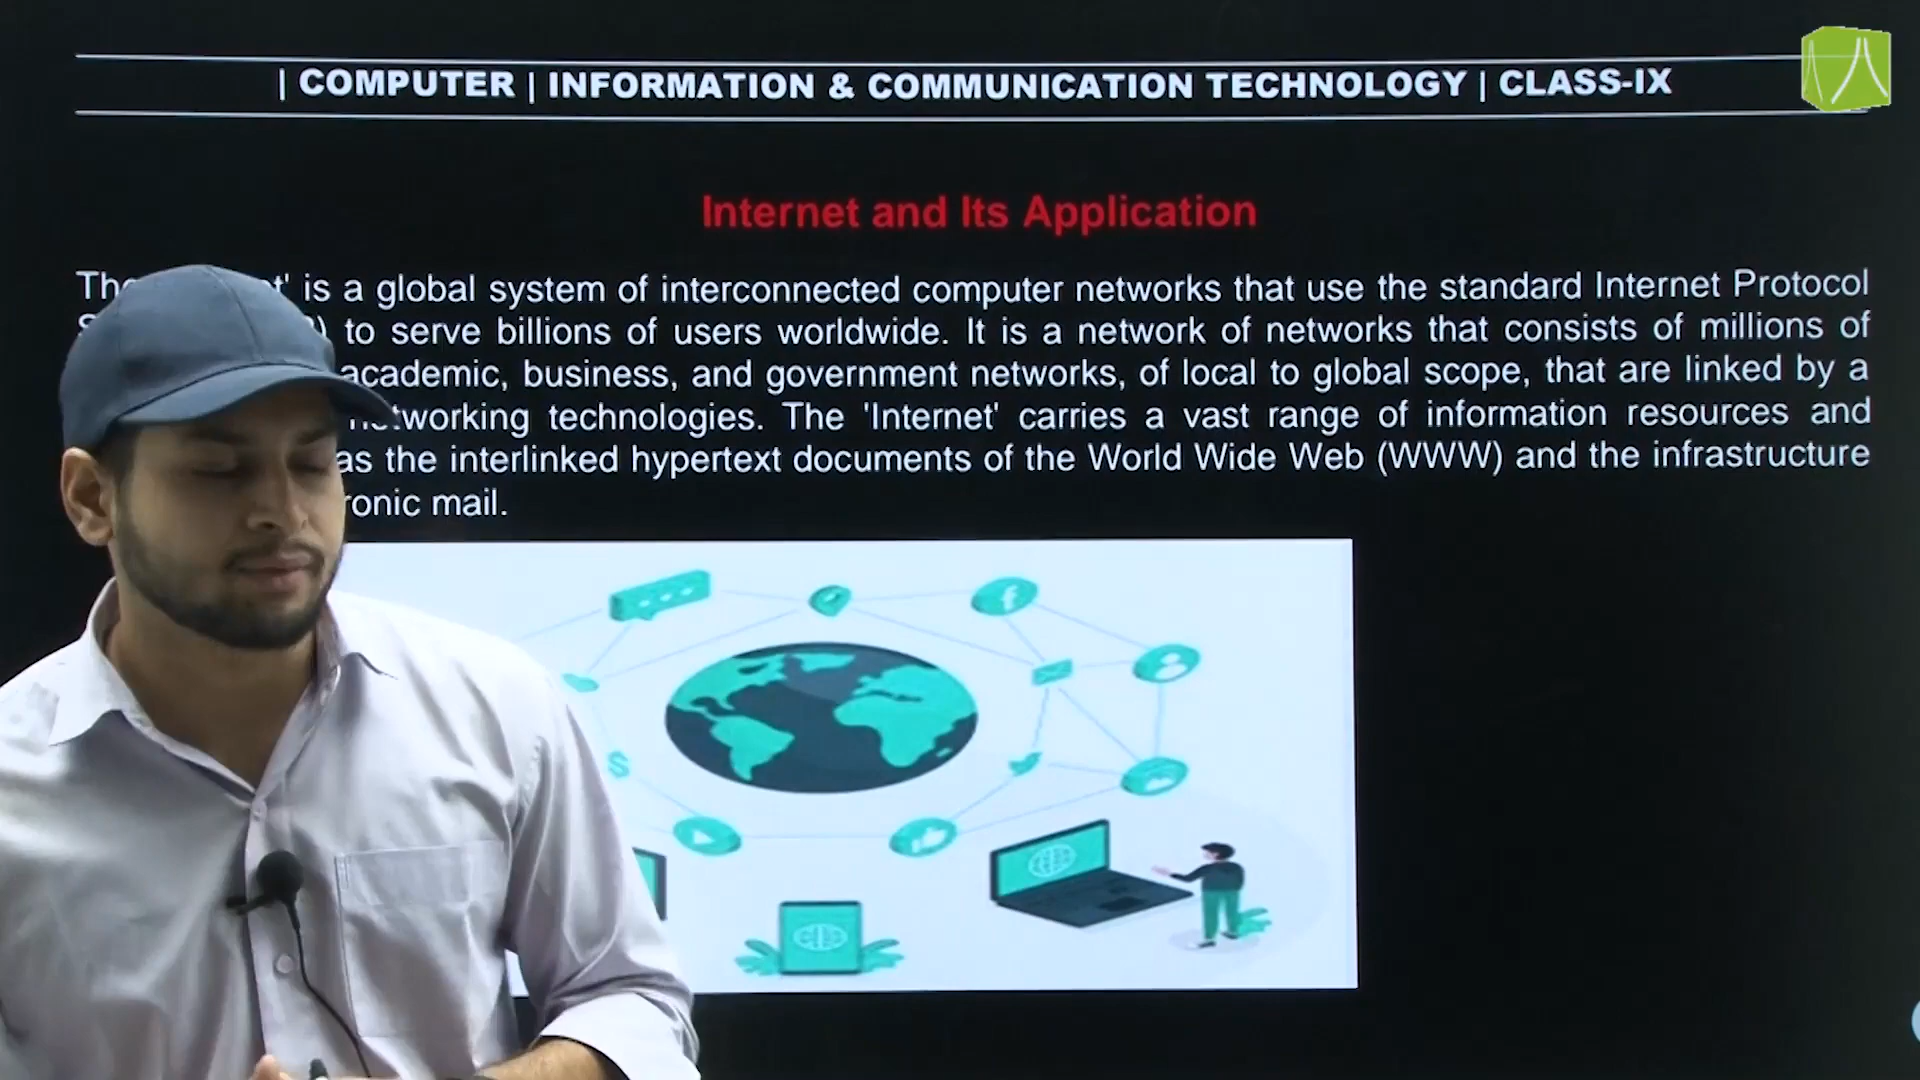 | COMPUTER | INFORMATION & COMMUNICATION TECHNOLOGY | CLASS-IX
Internet and Its Application
is a global system of interconnected computer networks that use the standard Internet Protocol
to serve billions of users worldwide. It is a network of networks that consists of millions of
academic, business, and government networks, of local to global scope, that are linked by a
technologies. The 'Internet' carries a vast range of information resources and
as the interlinked hypertext documents of the World Wide Web (WWW) and the infrastructure
mail.